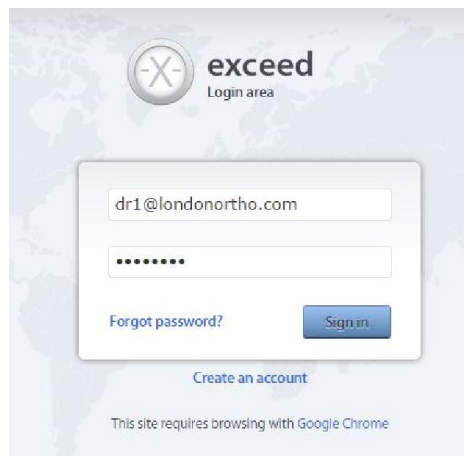 -X-
exceed
Login area
dr1@londonortho.com
••••••••
Forgot password? Sign in
Create an account
This site requires browsing with Google Chrome